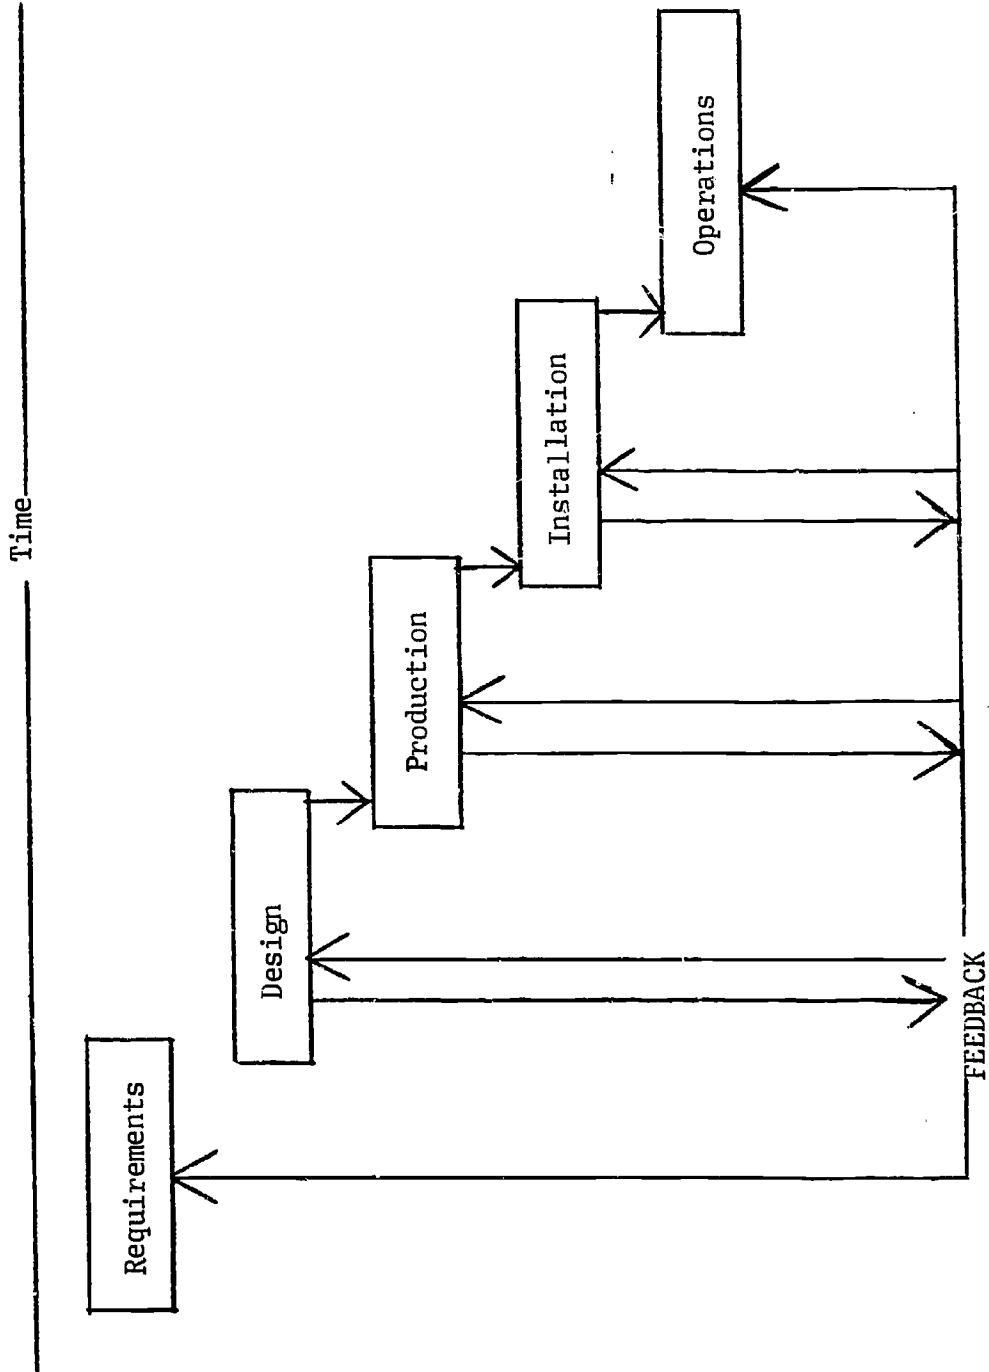 Time
Requirements
Design
Production
Installation
Operations
FEEDBACK